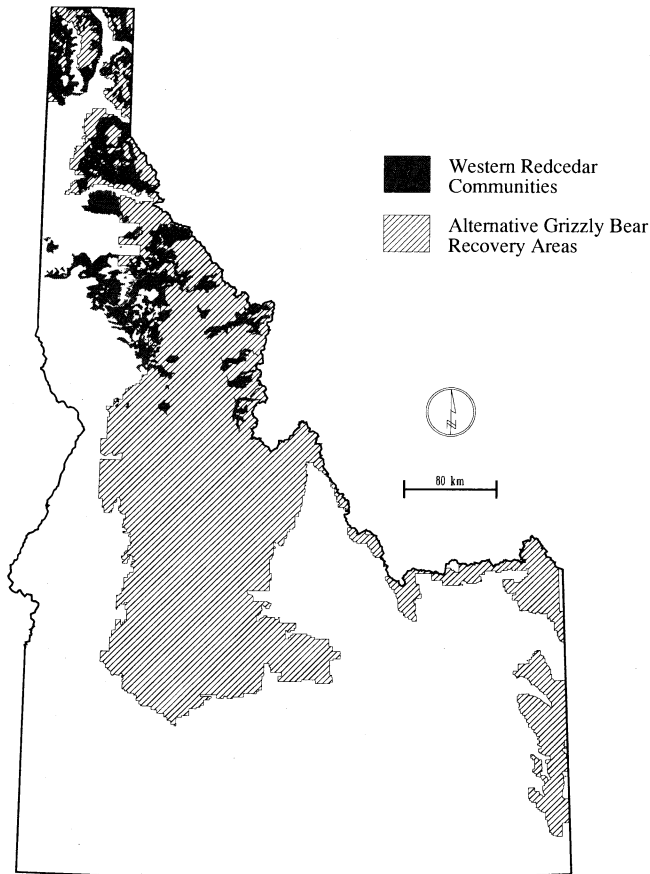 Western Redcedar
Communities
Alternative Grizzly Bear
Recovery Areas
N
80 km